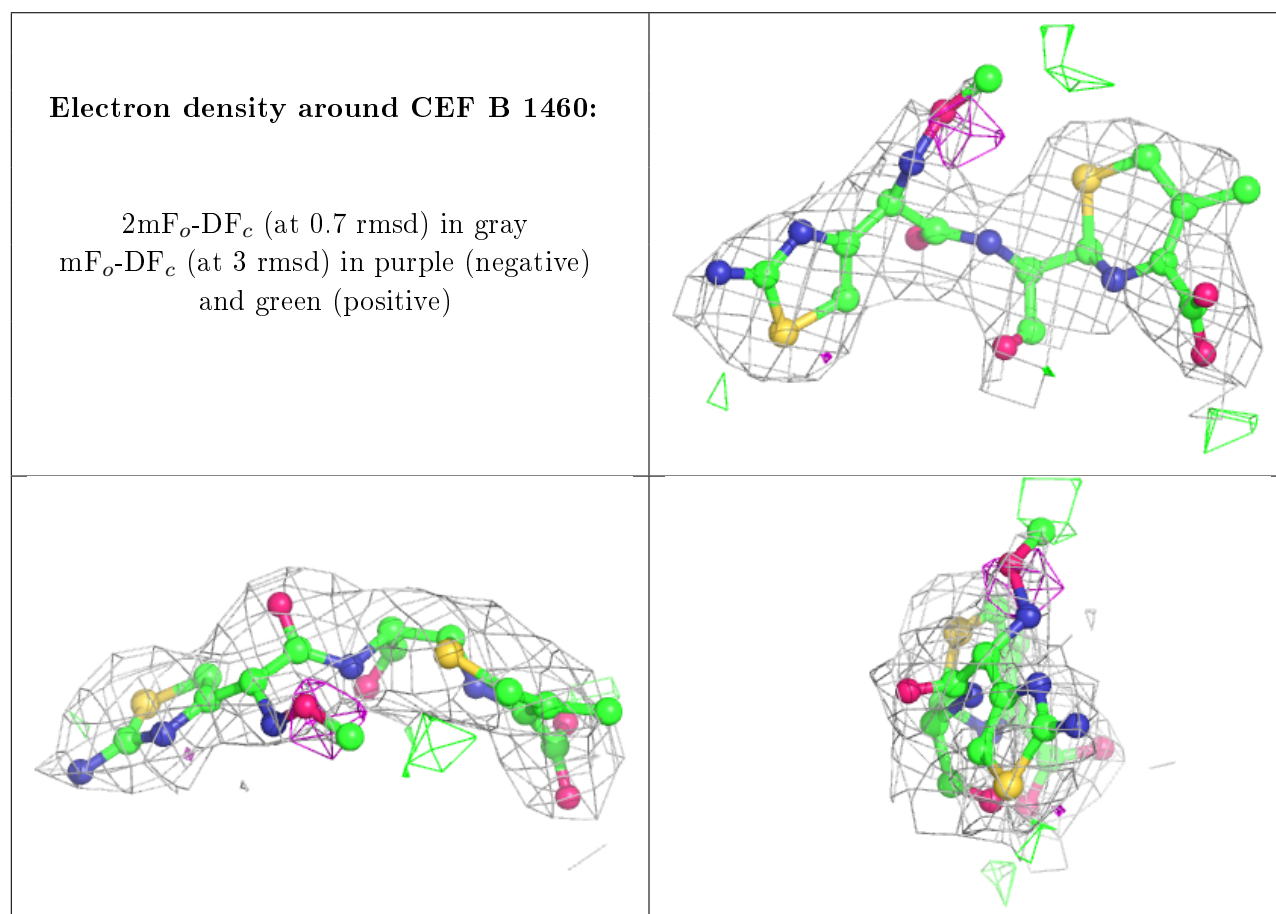 Electron density around CEF B 1460:
2mFₒ-DF𝒸 (at 0.7 rmsd) in gray
mFₒ-DF𝒸 (at 3 rmsd) in purple (negative)
and green (positive)